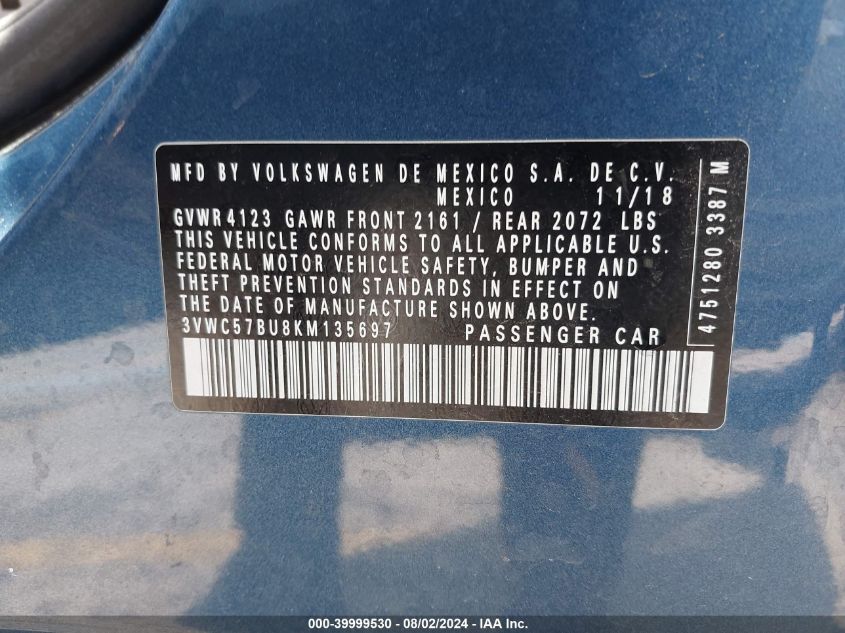 MFD BY VOLKSWAGEN DE MEXICO S.A. DE C.V.
MEXICO 11/18
GVWR 4123 GAWR FRONT 2161 / REAR 2072 LBS
THIS VEHICLE CONFORMS TO ALL APPLICABLE U.S.
FEDERAL MOTOR VEHICLE SAFETY, BUMPER AND
THEFT PREVENTION STANDARDS IN EFFECT ON
THE DATE OF MANUFACTURE SHOWN ABOVE.
3VWC57BU8KM135697 PASSENGER CAR
4751280 3387 M
000-39999530 - 08/02/2024 - IAA Inc.